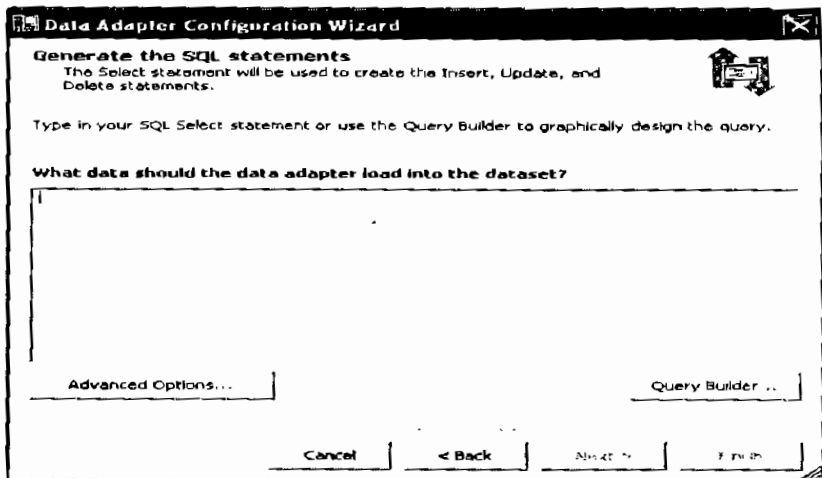 Data Adapter Configuration Wizard
Generate the SQL statements
The Select statement will be used to create the Insert, Update, and
Delete statements.
Type in your SQL Select statement or use the Query Builder to graphically design the query.
What data should the data adapter load into the dataset?
Advanced Options...
Query Builder ..
Cancel
< Back
Next >
Finish